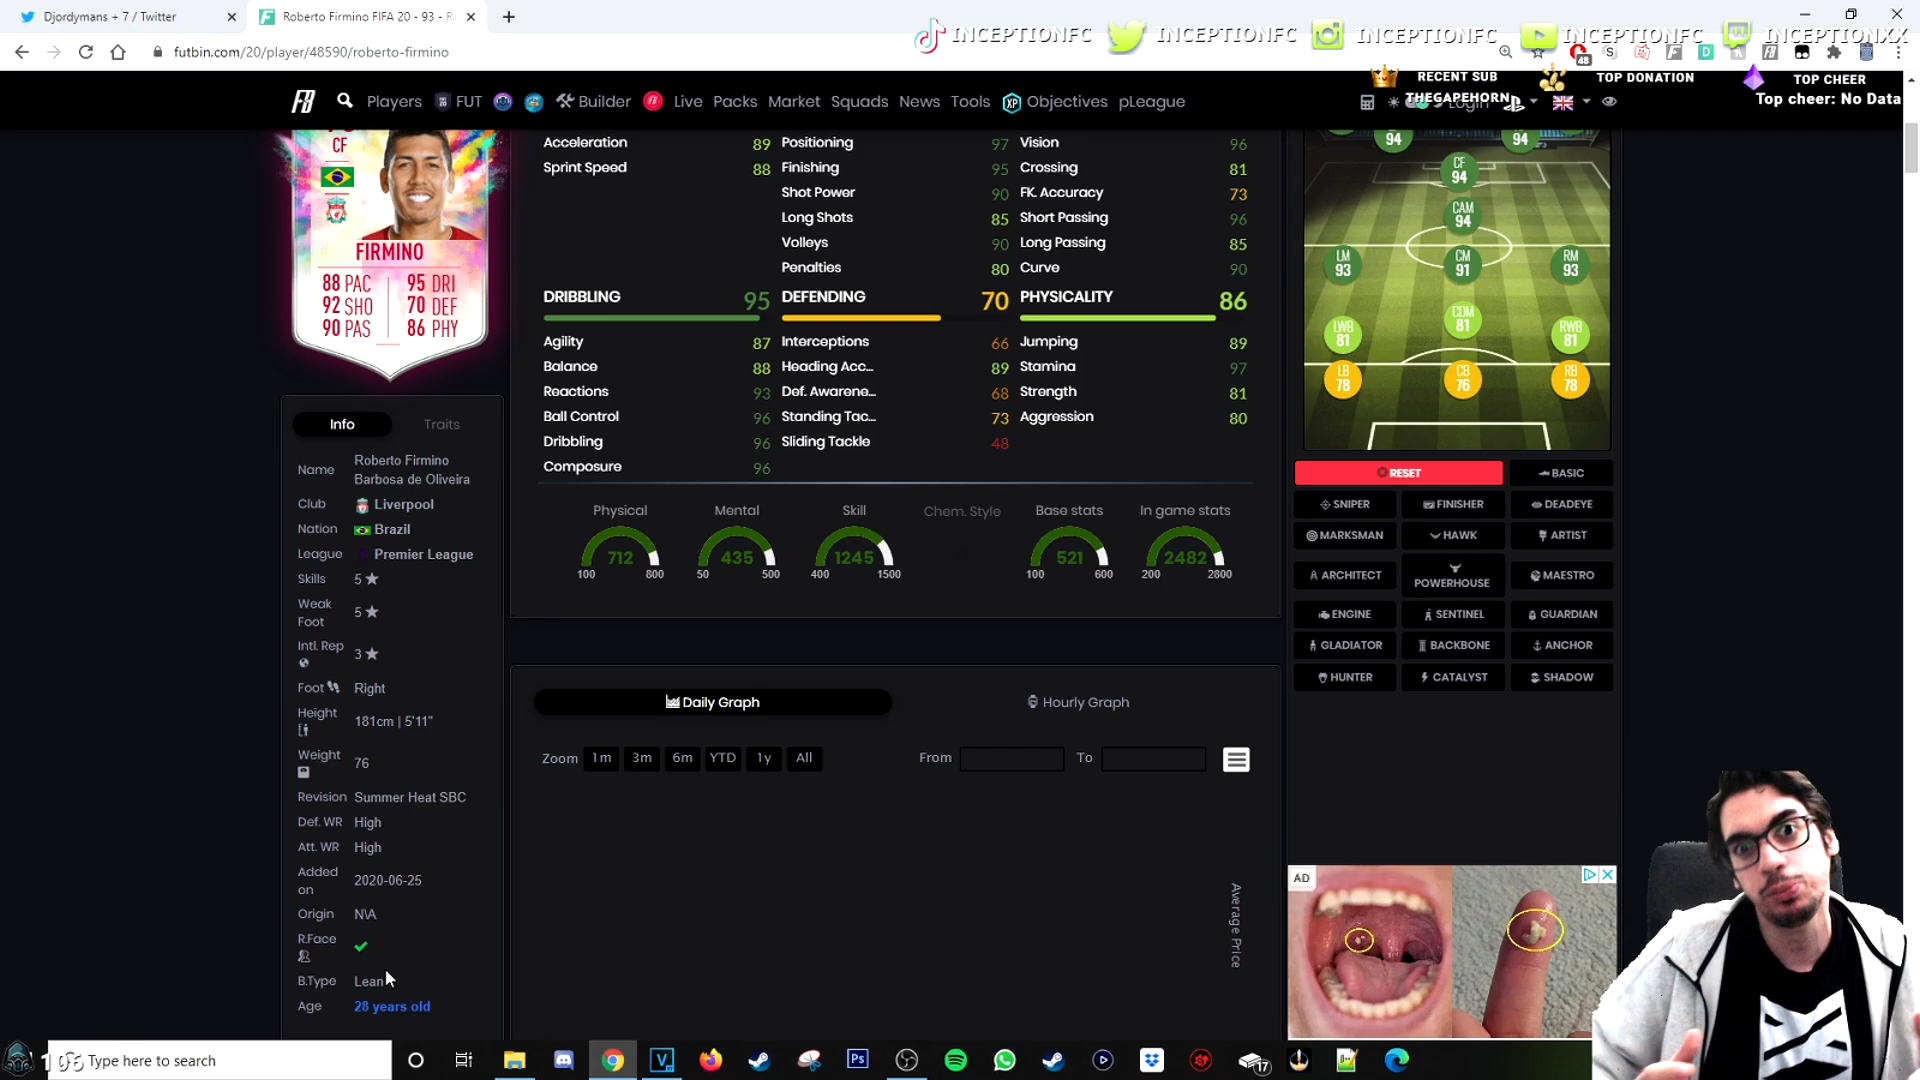 Djordymans + 7 / Twitter
Roberto Firmino FIFA 20 - 93 - R
futbin.com/20/player/48590/roberto-firmino
INCEPTIONFC INCEPTIONFC INCEPTIONFC INCEPTIONFC INCEPTIONXX
48
RECENT SUB
THEGAPEHORN
TOP DONATION
TOP CHEER
Top cheer: No Data
Players FUT Builder Live Packs Market Squads News Tools XP Objectives pLeague
Login
CF
FIRMINO
88 PAC 95 DRI
92 SHO 70 DEF
90 PAS 86 PHY
Acceleration 89 Positioning 97 Vision 96
Sprint Speed 88 Finishing 95 Crossing 81
Shot Power 90 FK. Accuracy 73
Long Shots 85 Short Passing 96
Volleys 90 Long Passing 85
Penalties 80 Curve 90
DRIBBLING 95 DEFENDING 70 PHYSICALITY 86
Agility 87 Interceptions 66 Jumping 89
Balance 88 Heading Acc... 89 Stamina 97
Reactions 93 Def. Awarene... 68 Strength 81
Ball Control 96 Standing Tac... 73 Aggression 80
Dribbling 96 Sliding Tackle 48
Composure 96
Physical Mental Skill Chem. Style Base stats In game stats
712 435 1245 521 2482
100 800 50 500 400 1500 100 600 200 2800
94 94
CF
94
CAM
94
LM
93
CM
91
RM
93
LWB
81
CDM
81
RWB
81
LB
78
CB
76
RB
78
RESET BASIC
SNIPER FINISHER DEADEYE
MARKSMAN HAWK ARTIST
ARCHITECT POWERHOUSE MAESTRO
ENGINE SENTINEL GUARDIAN
GLADIATOR BACKBONE ANCHOR
HUNTER CATALYST SHADOW
Info Traits
Name Roberto Firmino
Barbosa de Oliveira
Club Liverpool
Nation Brazil
League Premier League
Skills 5
Weak
Foot 5
Intl. Rep 3
Foot Right
Height 181cm | 5'11"
Weight 76
Revision Summer Heat SBC
Def. WR High
Att. WR High
Added
on 2020-06-25
Origin N\A
R.Face
B.Type Lean
Age 28 years old
Daily Graph Hourly Graph
Zoom 1m 3m 6m YTD 1y All From To
Average Price
AD
106
Type here to search
Ps
17